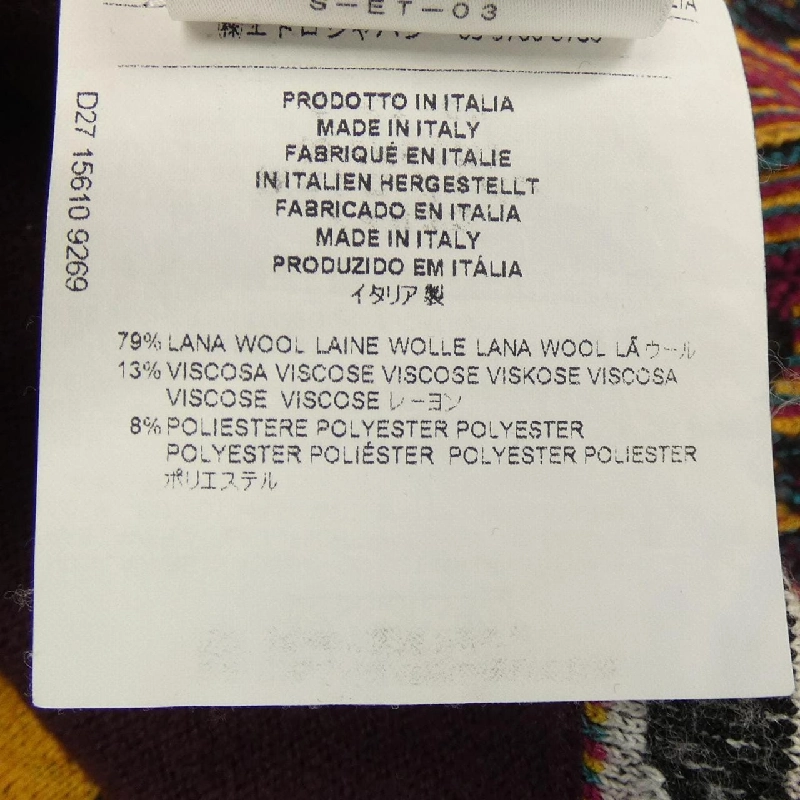 S-ET-03
PRODOTTO IN ITALIA
MADE IN ITALY
FABRIQUÉ EN ITALIE
IN ITALIEN HERGESTELLT
FABRICADO EN ITALIA
MADE IN ITALY
PRODUZIDO EM ITÁLIA
イタリア製
79% LANA WOOL LAINE WOLLE LANA WOOL LÃ ウール
13% VISCOSA VISCOSE VISCOSE VISKOSE VISCOSA
VISCOSE VISCOSE レーヨン
8% POLIESTERE POLYESTER POLYESTER
POLYESTER POLIÉSTER POLYESTER POLIESTER
ポリエステル
D27 15610 9269